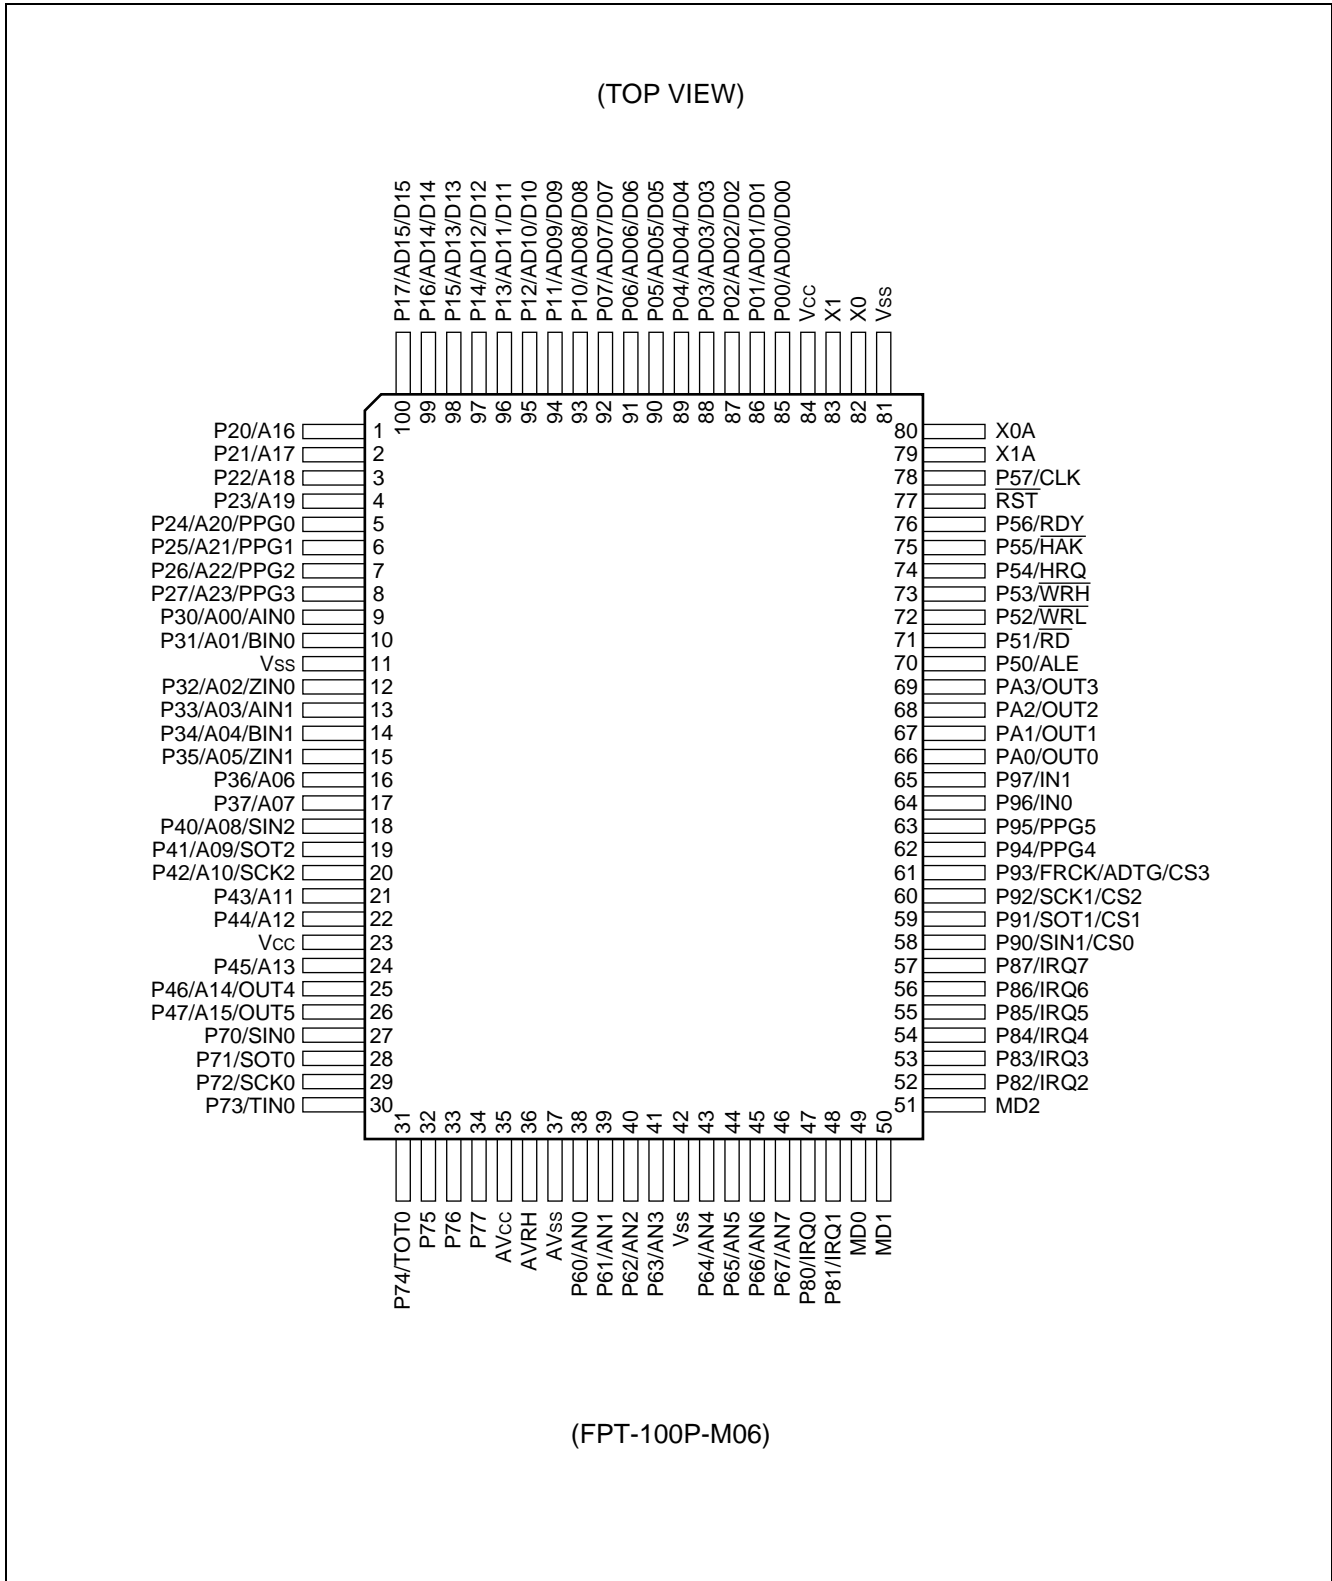 (TOP VIEW)
P17/AD15/D15
P16/AD14/D14
P15/AD13/D13
P14/AD12/D12
P13/AD11/D11
P12/AD10/D10
P11/AD09/D09
P10/AD08/D08
P07/AD07/D07
P06/AD06/D06
P05/AD05/D05
P04/AD04/D04
P03/AD03/D03
P02/AD02/D02
P01/AD01/D01
P00/AD00/D00
Vcc
X1
X0
Vss
100
99
98
97
96
95
94
93
92
91
90
89
88
87
86
85
84
83
82
81
P20/A16 1
P21/A17 2
P22/A18 3
P23/A19 4
P24/A20/PPG0 5
P25/A21/PPG1 6
P26/A22/PPG2 7
P27/A23/PPG3 8
P30/A00/AIN0 9
P31/A01/BIN0 10
Vss 11
P32/A02/ZIN0 12
P33/A03/AIN1 13
P34/A04/BIN1 14
P35/A05/ZIN1 15
P36/A06 16
P37/A07 17
P40/A08/SIN2 18
P41/A09/SOT2 19
P42/A10/SCK2 20
P43/A11 21
P44/A12 22
Vcc 23
P45/A13 24
P46/A14/OUT4 25
P47/A15/OUT5 26
P70/SIN0 27
P71/SOT0 28
P72/SCK0 29
P73/TIN0 30
80 X0A
79 X1A
78 P57/CLK
77 RST
76 P56/RDY
75 P55/HAK
74 P54/HRQ
73 P53/WRH
72 P52/WRL
71 P51/RD
70 P50/ALE
69 PA3/OUT3
68 PA2/OUT2
67 PA1/OUT1
66 PA0/OUT0
65 P97/IN1
64 P96/IN0
63 P95/PPG5
62 P94/PPG4
61 P93/FRCK/ADTG/CS3
60 P92/SCK1/CS2
59 P91/SOT1/CS1
58 P90/SIN1/CS0
57 P87/IRQ7
56 P86/IRQ6
55 P85/IRQ5
54 P84/IRQ4
53 P83/IRQ3
52 P82/IRQ2
51 MD2
31
32
33
34
35
36
37
38
39
40
41
42
43
44
45
46
47
48
49
50
P74/TOT0
P75
P76
P77
AVcc
AVRH
AVss
P60/AN0
P61/AN1
P62/AN2
P63/AN3
Vss
P64/AN4
P65/AN5
P66/AN6
P67/AN7
P80/IRQ0
P81/IRQ1
MD0
MD1
(FPT-100P-M06)